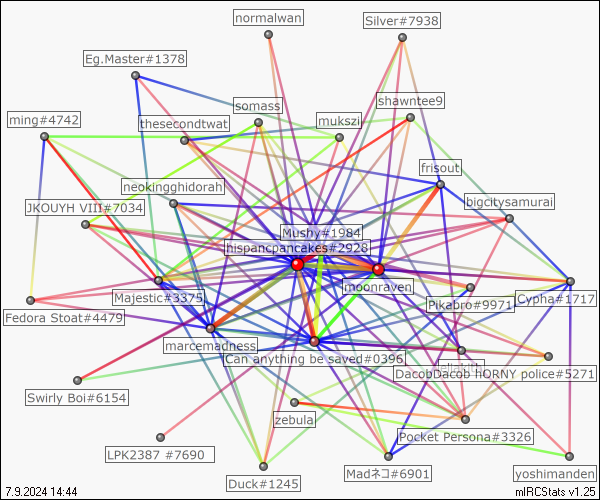 normalwan
Silver#7938
Eg.Master#1378
shawntee9
somass
ming#4742
thesecondtwat
mukszi
frisout
neokingghidorah
bigcitysamurai
JKOUYH VIII#7034
Mushy#1984
hispancpancakes#2928
moonraven
Majestic#3375
Pikabro#9971
Cypha#1717
Fedora Stoat#4479
marcemadness
Can anything be saved#0396
DacobDacob hORNY police#5271
Swirly Boi#6154
zebula
Pocket Persona#3326
LPK2387 #7690
Duck#1245
Madネコ#6901
yoshimanden
7.9.2024 14:44
mIRCStats v1.25